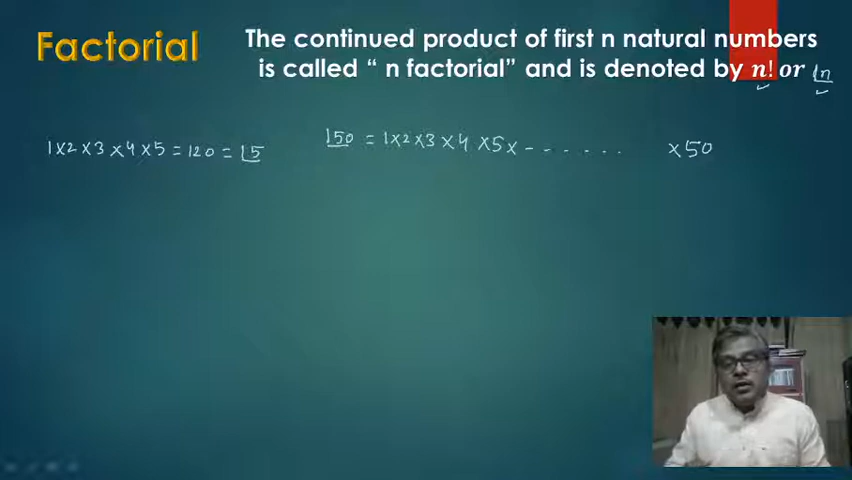 Factorial
The continued product of first n natural numbers
is called “ n factorial” and is denoted by n! or |n
1×2×3×4×5=120=|5
|50 = 1×2×3×4×5×- - - - . . . ×50